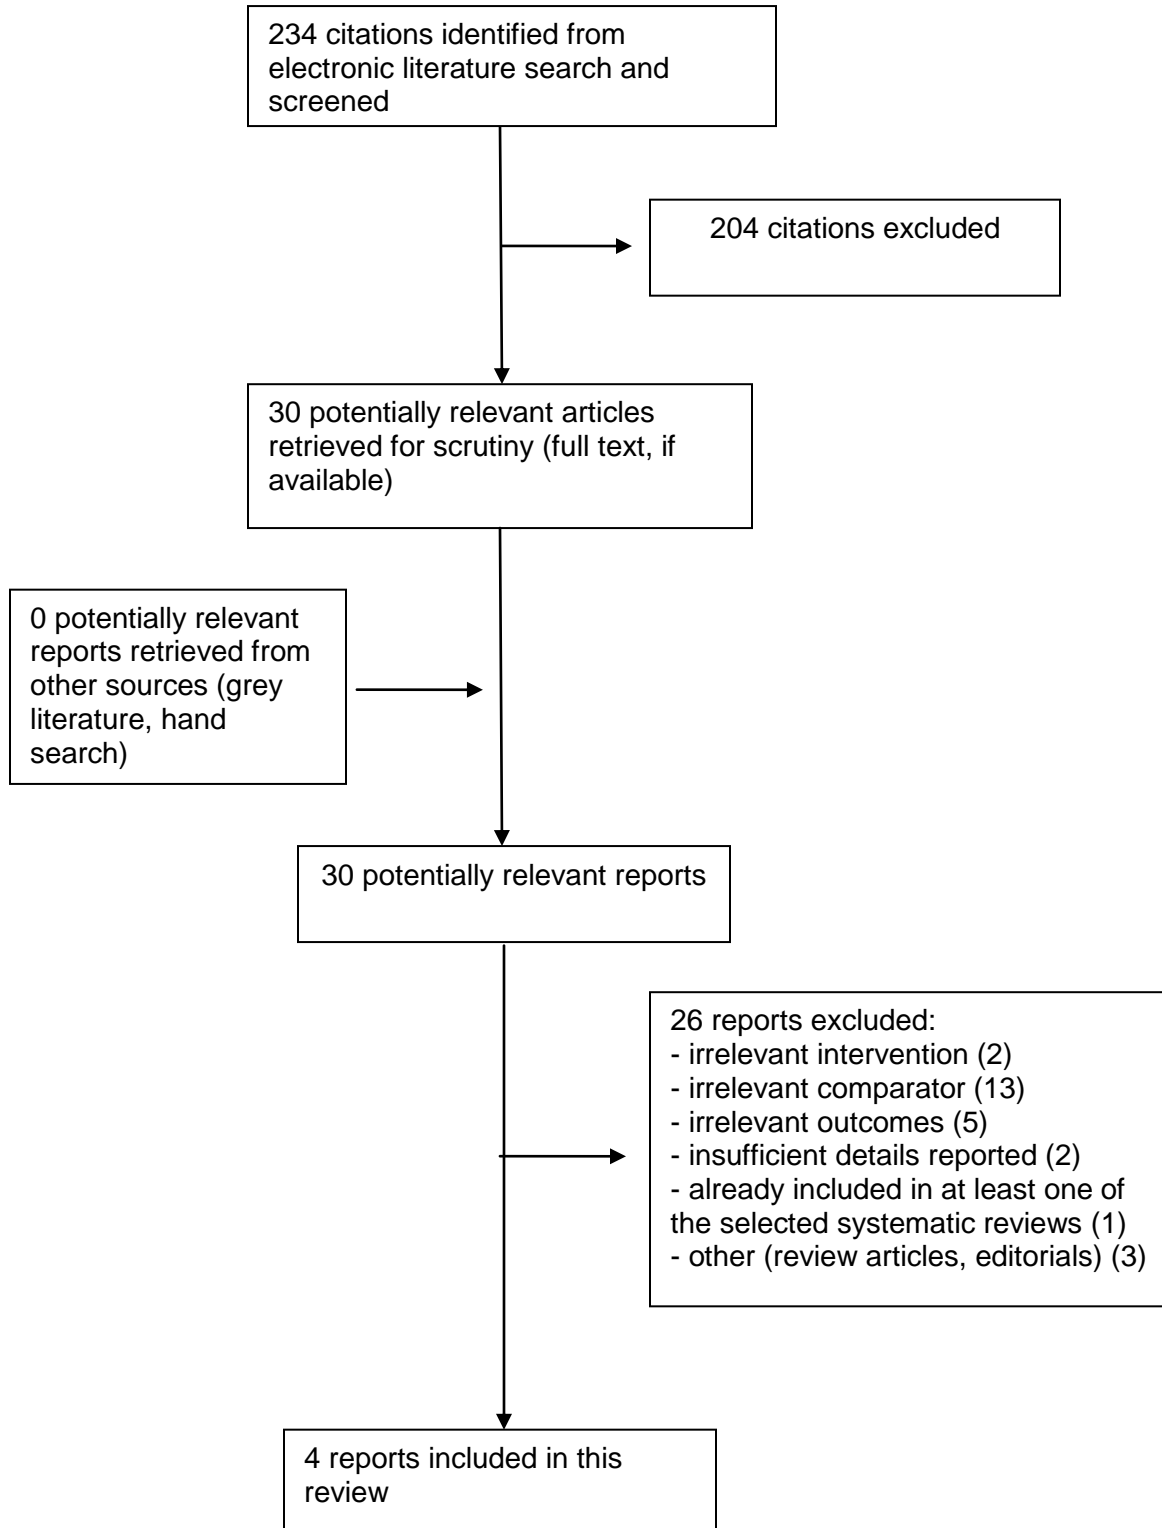 234 citations identified from
electronic literature search and
screened
204 citations excluded
30 potentially relevant articles
retrieved for scrutiny (full text, if
available)
0 potentially relevant
reports retrieved from
other sources (grey
literature, hand
search)
30 potentially relevant reports
26 reports excluded:
- irrelevant intervention (2)
- irrelevant comparator (13)
- irrelevant outcomes (5)
- insufficient details reported (2)
- already included in at least one of
the selected systematic reviews (1)
- other (review articles, editorials) (3)
4 reports included in this
review